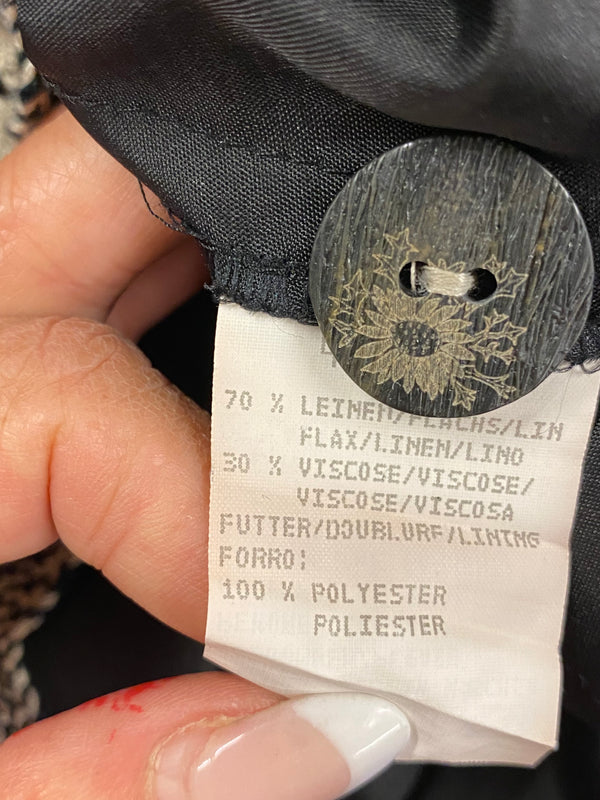 70 % LEINEN/FLACHS/LIN
FLAX/LINEN/LINO
30 % VISCOSE/VISCOSE/
VISCOSE/VISCOSA
FUTTER/DOUBLURE/LINING
FORRO:
100 % POLYESTER
POLIESTER